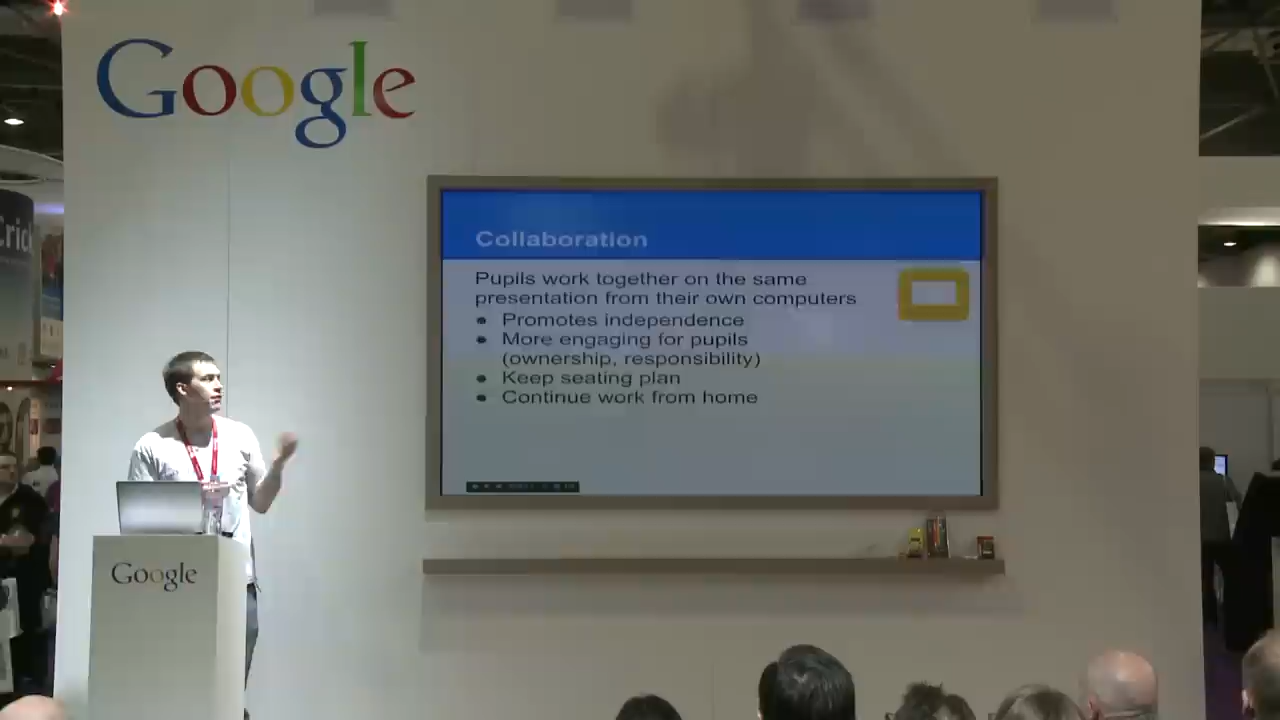 Google
Collaboration
Pupils work together on the same
presentation from their own computers
● Promotes independence
● More engaging for pupils
(ownership, responsibility)
● Keep seating plan
● Continue work from home
Google